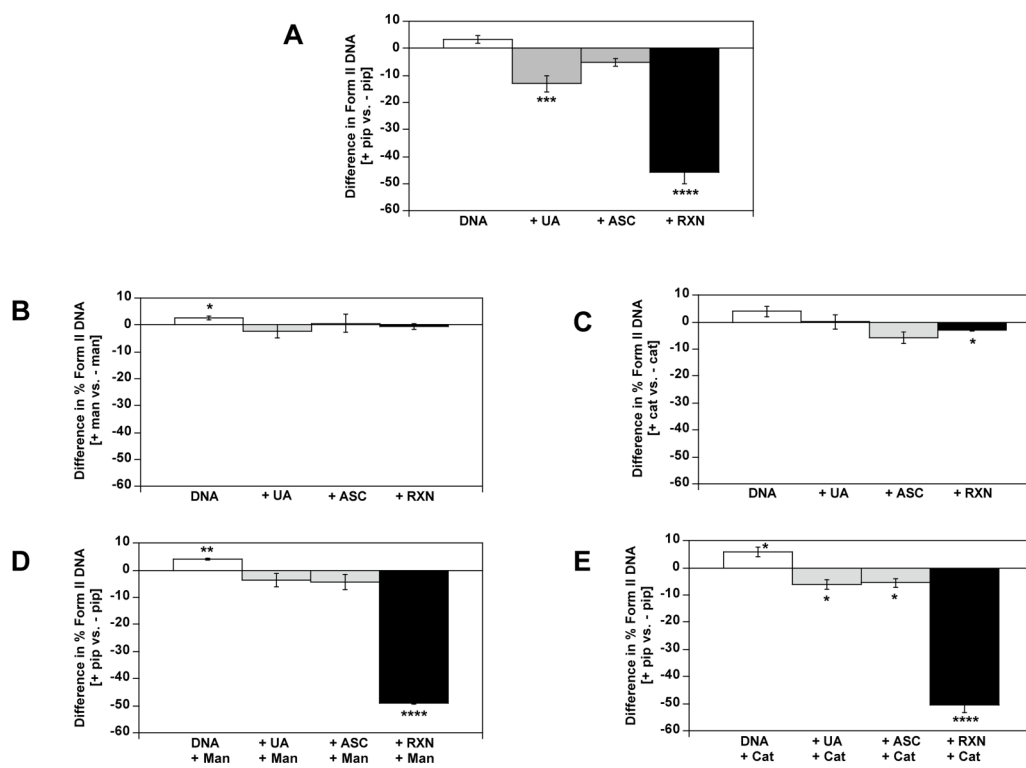 A
Difference in Form II DNA
[+ pip vs. - pip]
10
0
-10
-20
-30
-40
-50
-60
***
****
DNA
+ UA
+ ASC
+ RXN
B
Difference in % Form II DNA
[+ man vs. - man]
10
0
-10
-20
-30
-40
-50
-60
*
DNA
+ UA
+ ASC
+ RXN
C
Difference in % Form II DNA
[+ cat vs. - cat]
10
0
-10
-20
-30
-40
-50
-60
*
DNA
+ UA
+ ASC
+ RXN
D
Difference in % Form II DNA
[+ pip vs. - pip]
10
0
-10
-20
-30
-40
-50
-60
**
****
DNA
+ Man
+ UA
+ Man
+ ASC
+ Man
+ RXN
+ Man
E
Difference in % Form II DNA
[+ pip vs. - pip]
10
0
-10
-20
-30
-40
-50
-60
*
*
*
****
DNA
+ Cat
+ UA
+ Cat
+ ASC
+ Cat
+ RXN
+ Cat